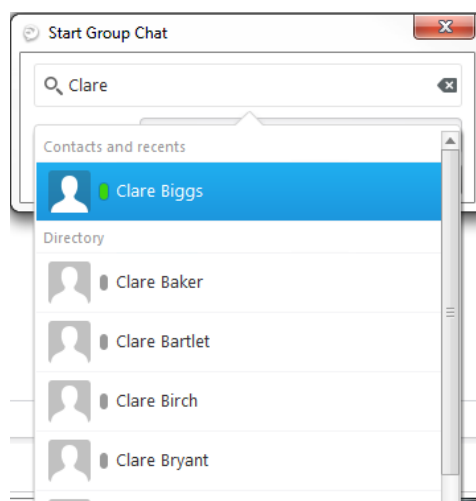 Start Group Chat
Clare
Contacts and recents
Clare Biggs
Directory
Clare Baker
Clare Bartlet
Clare Birch
Clare Bryant